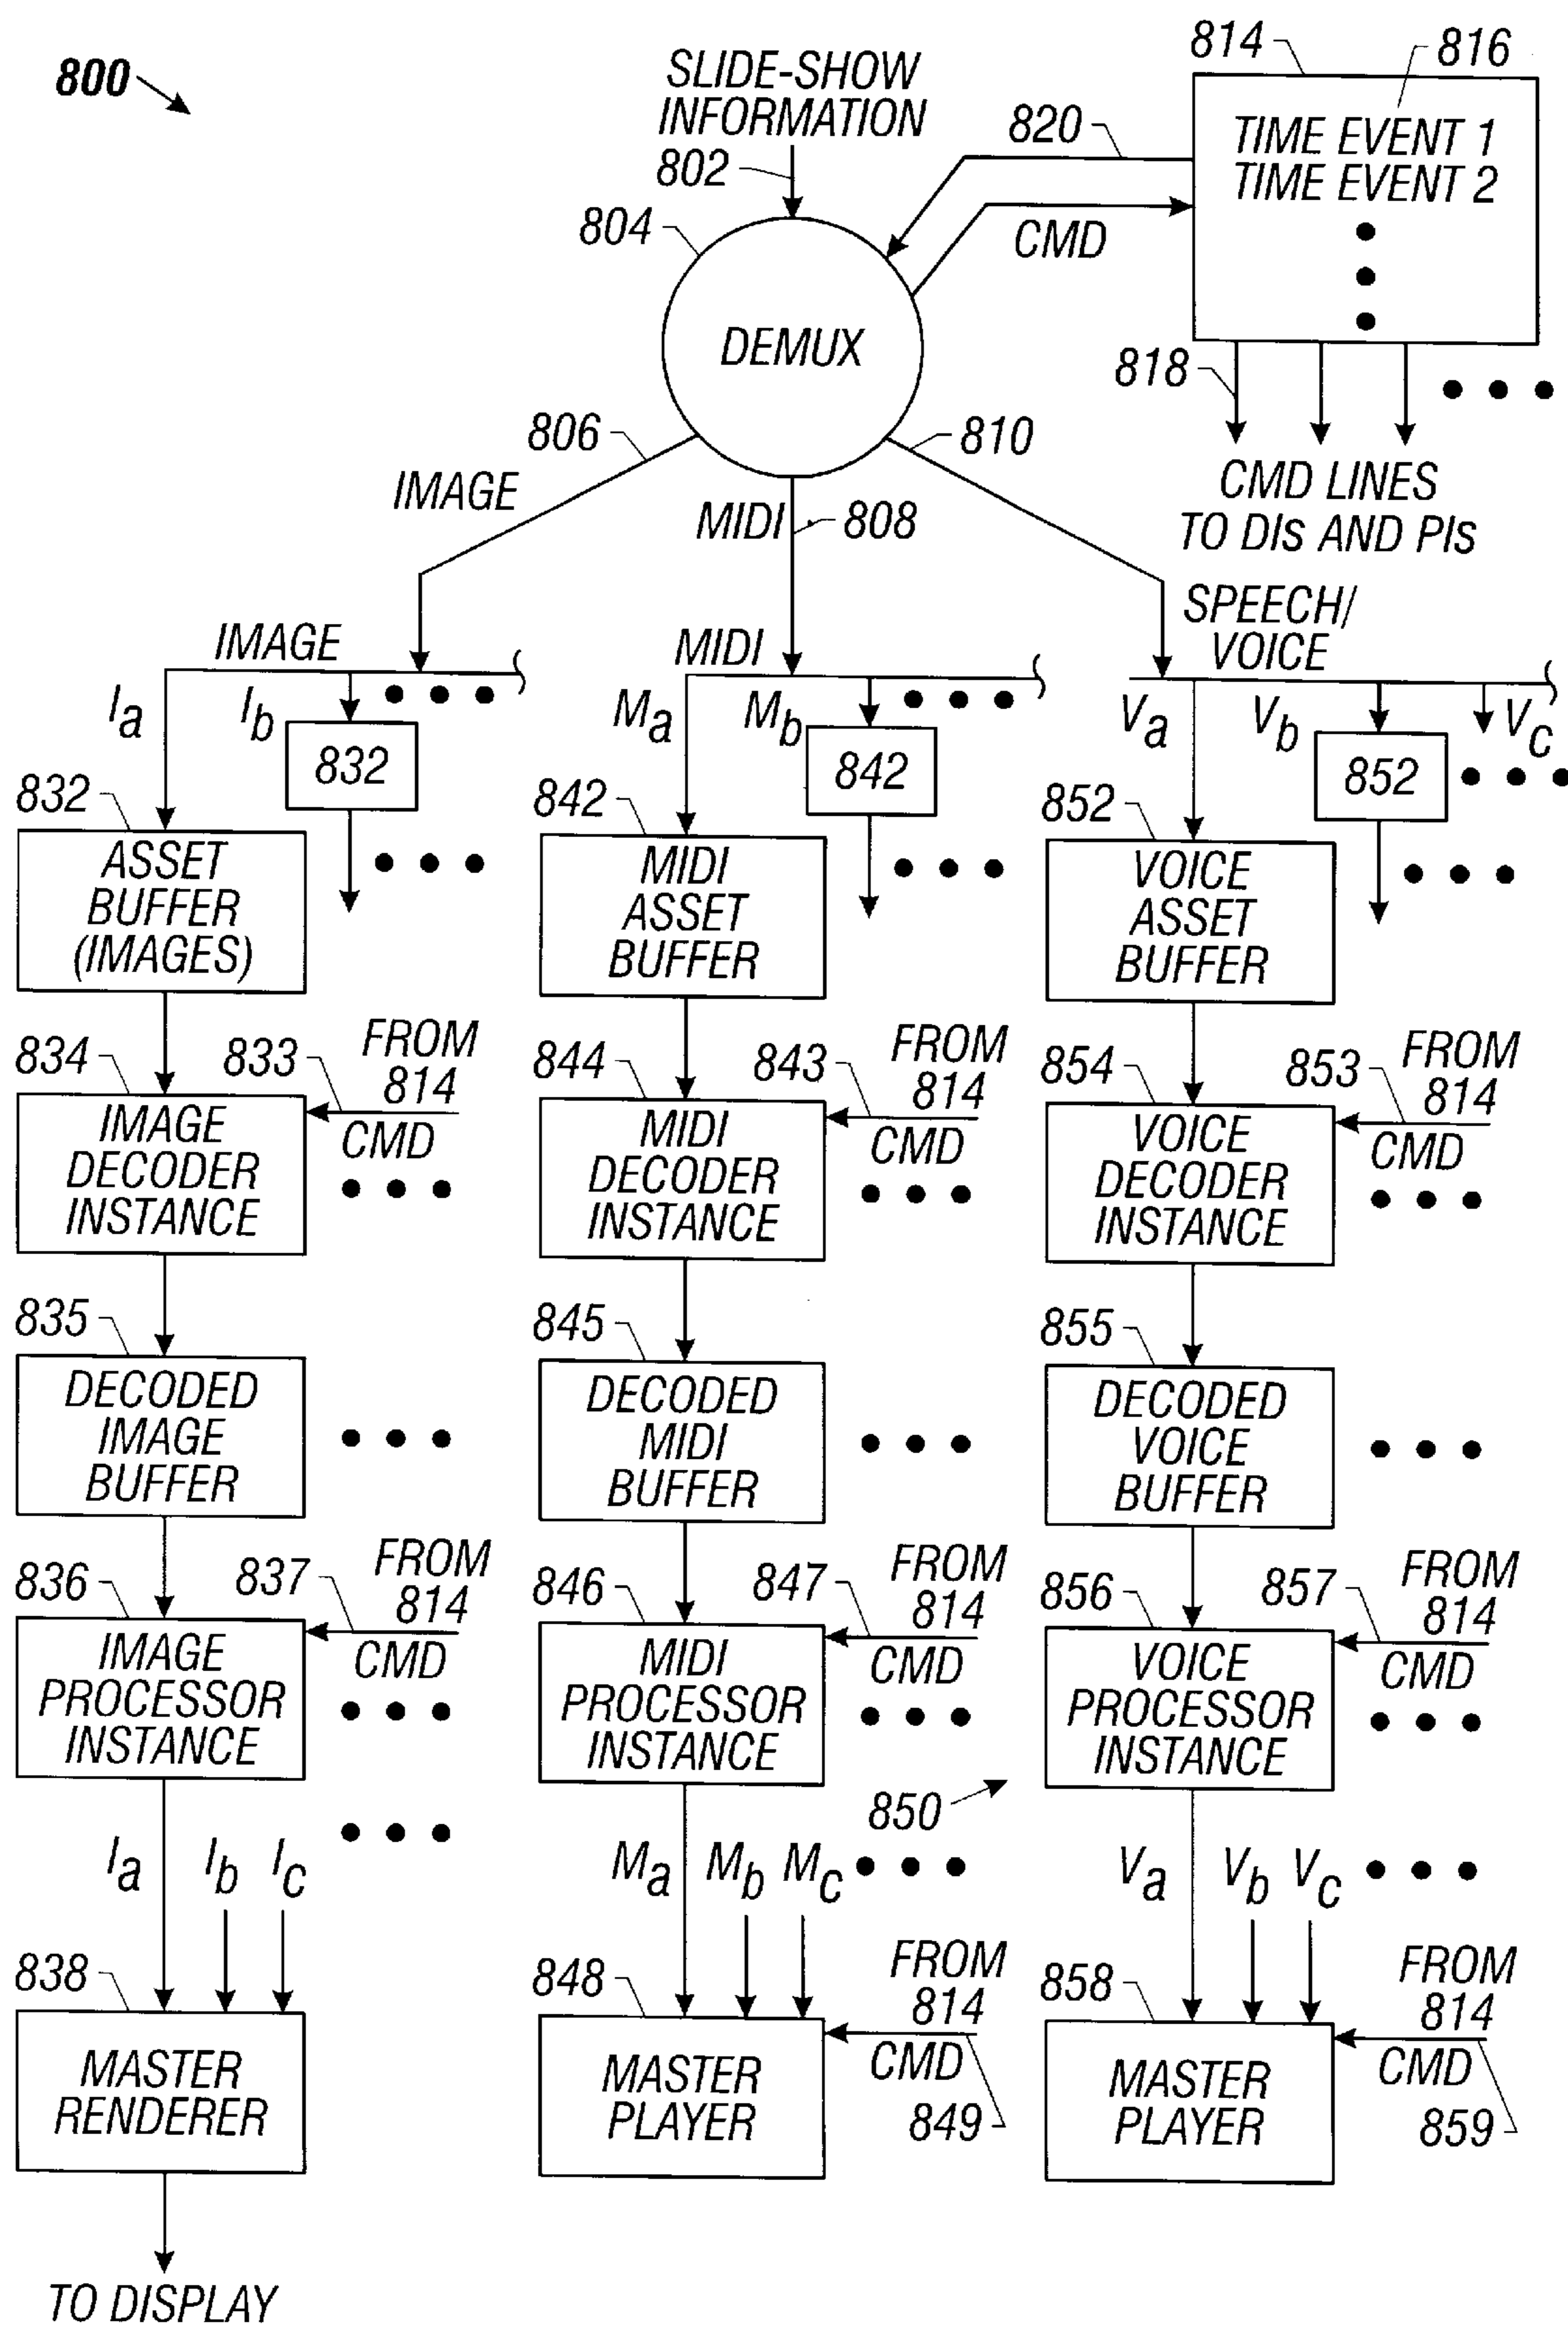 800
SLIDE-SHOW
INFORMATION
802
804
DEMUX
814
816
TIME EVENT 1
TIME EVENT 2
820
CMD
818
CMD LINES
TO DIs AND PIs
806
IMAGE
MIDI
808
810
IMAGE
Ia
Ib
832
MIDI
Ma
Mb
842
SPEECH/
VOICE
Va
Vb
Vc
852
832
ASSET
BUFFER
(IMAGES)
842
MIDI
ASSET
BUFFER
852
VOICE
ASSET
BUFFER
834
IMAGE
DECODER
INSTANCE
833
FROM
814
CMD
844
MIDI
DECODER
INSTANCE
843
FROM
814
CMD
854
VOICE
DECODER
INSTANCE
853
FROM
814
CMD
835
DECODED
IMAGE
BUFFER
845
DECODED
MIDI
BUFFER
855
DECODED
VOICE
BUFFER
836
IMAGE
PROCESSOR
INSTANCE
837
FROM
814
CMD
846
MIDI
PROCESSOR
INSTANCE
847
FROM
814
CMD
856
VOICE
PROCESSOR
INSTANCE
857
FROM
814
CMD
850
Ia
Ib
Ic
Ma
Mb
Mc
Va
Vb
Vc
838
MASTER
RENDERER
848
MASTER
PLAYER
FROM
814
CMD
849
858
MASTER
PLAYER
FROM
814
CMD
859
TO DISPLAY